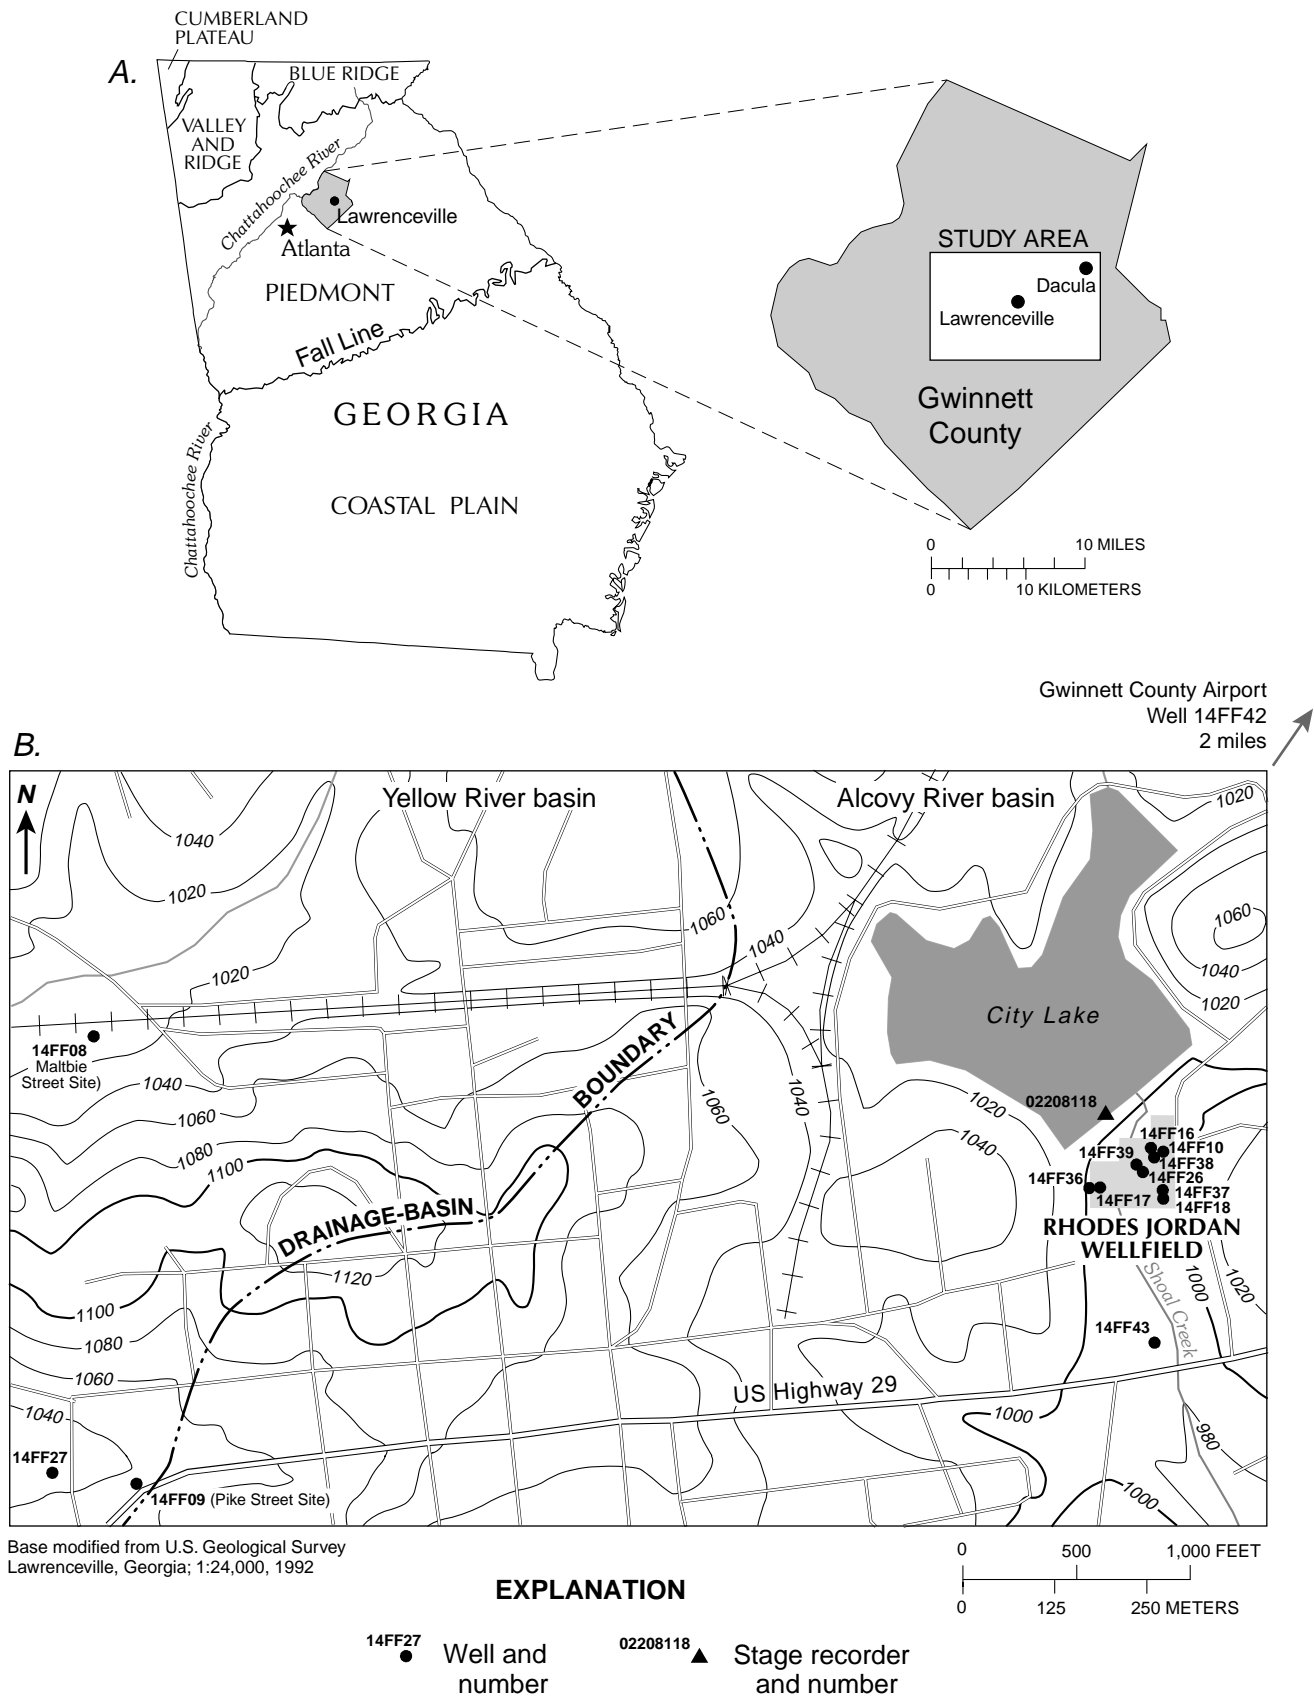 CUMBERLAND
PLATEAU
A.
BLUE RIDGE
VALLEY
AND
RIDGE
Chattahoochee River
Lawrenceville
Atlanta
PIEDMONT
Fall Line
GEORGIA
Chattahoochee River
COASTAL PLAIN
STUDY AREA
Dacula
Lawrenceville
Gwinnett
County
0 10 MILES
0 10 KILOMETERS
Gwinnett County Airport
Well 14FF42
2 miles
B.
N
Yellow River basin
Alcovy River basin
1020
1040
1020
1060
1060
1040
1020
1040
1020
City Lake
14FF08
Maltbie
Street Site)
BOUNDARY
1040
1060
1040
1020
02208118
1060
1040
1080
1100
14FF16
14FF10
14FF39
14FF38
14FF26
14FF36
14FF37
14FF17
14FF18
RHODES JORDAN
WELLFIELD
DRAINAGE-BASIN
1120
Shoal Creek
1000
1020
1100
1080
14FF43
1060
US Highway 29
1040
1000
980
14FF27
1000
14FF09 (Pike Street Site)
Base modified from U.S. Geological Survey
Lawrenceville, Georgia; 1:24,000, 1992
0 500 1,000 FEET
0 125 250 METERS
EXPLANATION
14FF27
Well and
number
02208118
Stage recorder
and number